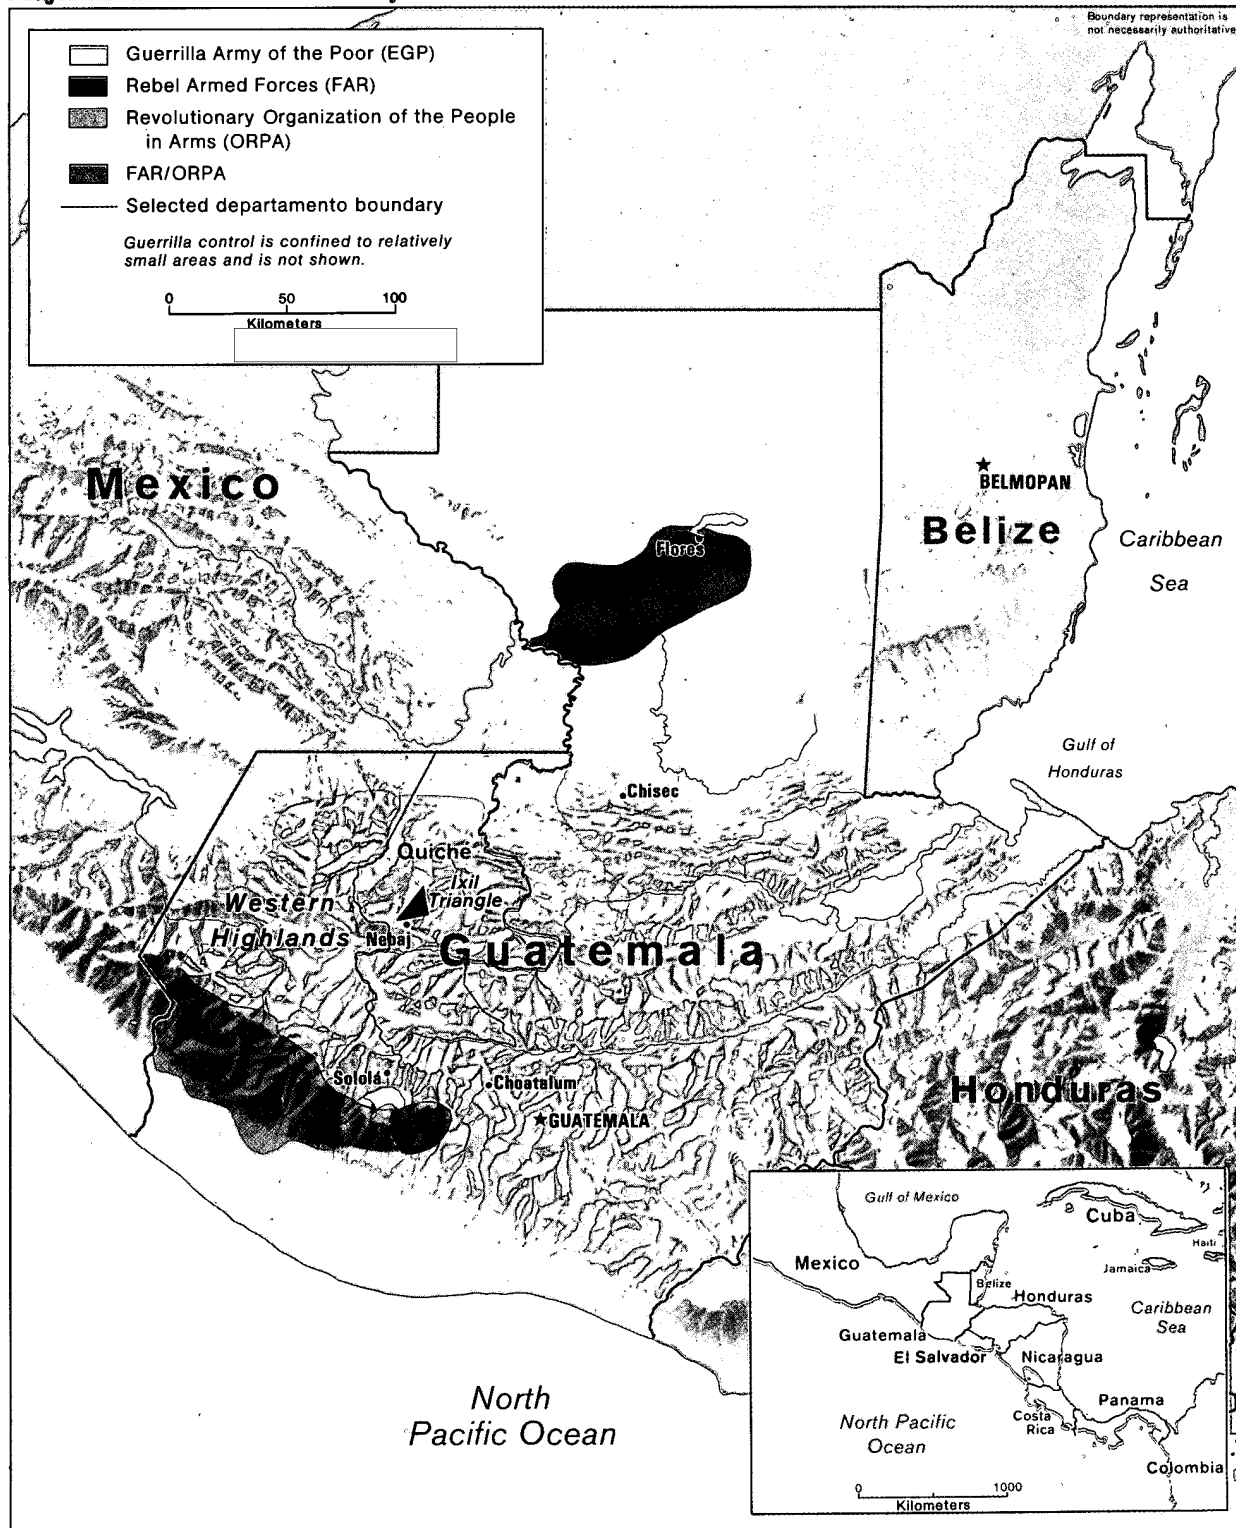 Boundary representation is
not necessarily authoritative
Guerrilla Army of the Poor (EGP)
Rebel Armed Forces (FAR)
Revolutionary Organization of the People
in Arms (ORPA)
FAR/ORPA
Selected departamento boundary
Guerrilla control is confined to relatively
small areas and is not shown.
0 50 100
Kilometers
Mexico
BELMOPAN
Belize
Flores
Caribbean
Sea
Gulf of
Honduras
Chisec
Quiché
Ixil
Triangle
Western
Highlands
Nebaj
Guatemala
Sololá
Choatalum
GUATEMALA
Honduras
North
Pacific Ocean
Gulf of Mexico
Cuba
Haiti
Jamaica
Mexico
Belize
Honduras
Caribbean
Sea
Guatemala
El Salvador
Nicaragua
Panama
Costa
Rica
North Pacific
Ocean
Colombia
0 1000
Kilometers